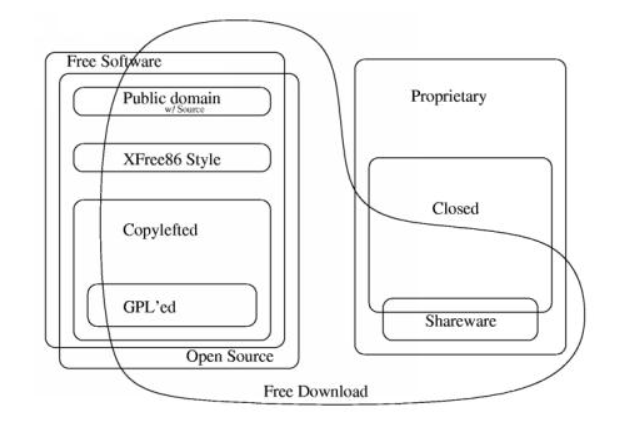 Free Software
Public domain
w/ Source
XFree86 Style
Copylefted
GPL'ed
Open Source
Proprietary
Closed
Shareware
Free Download